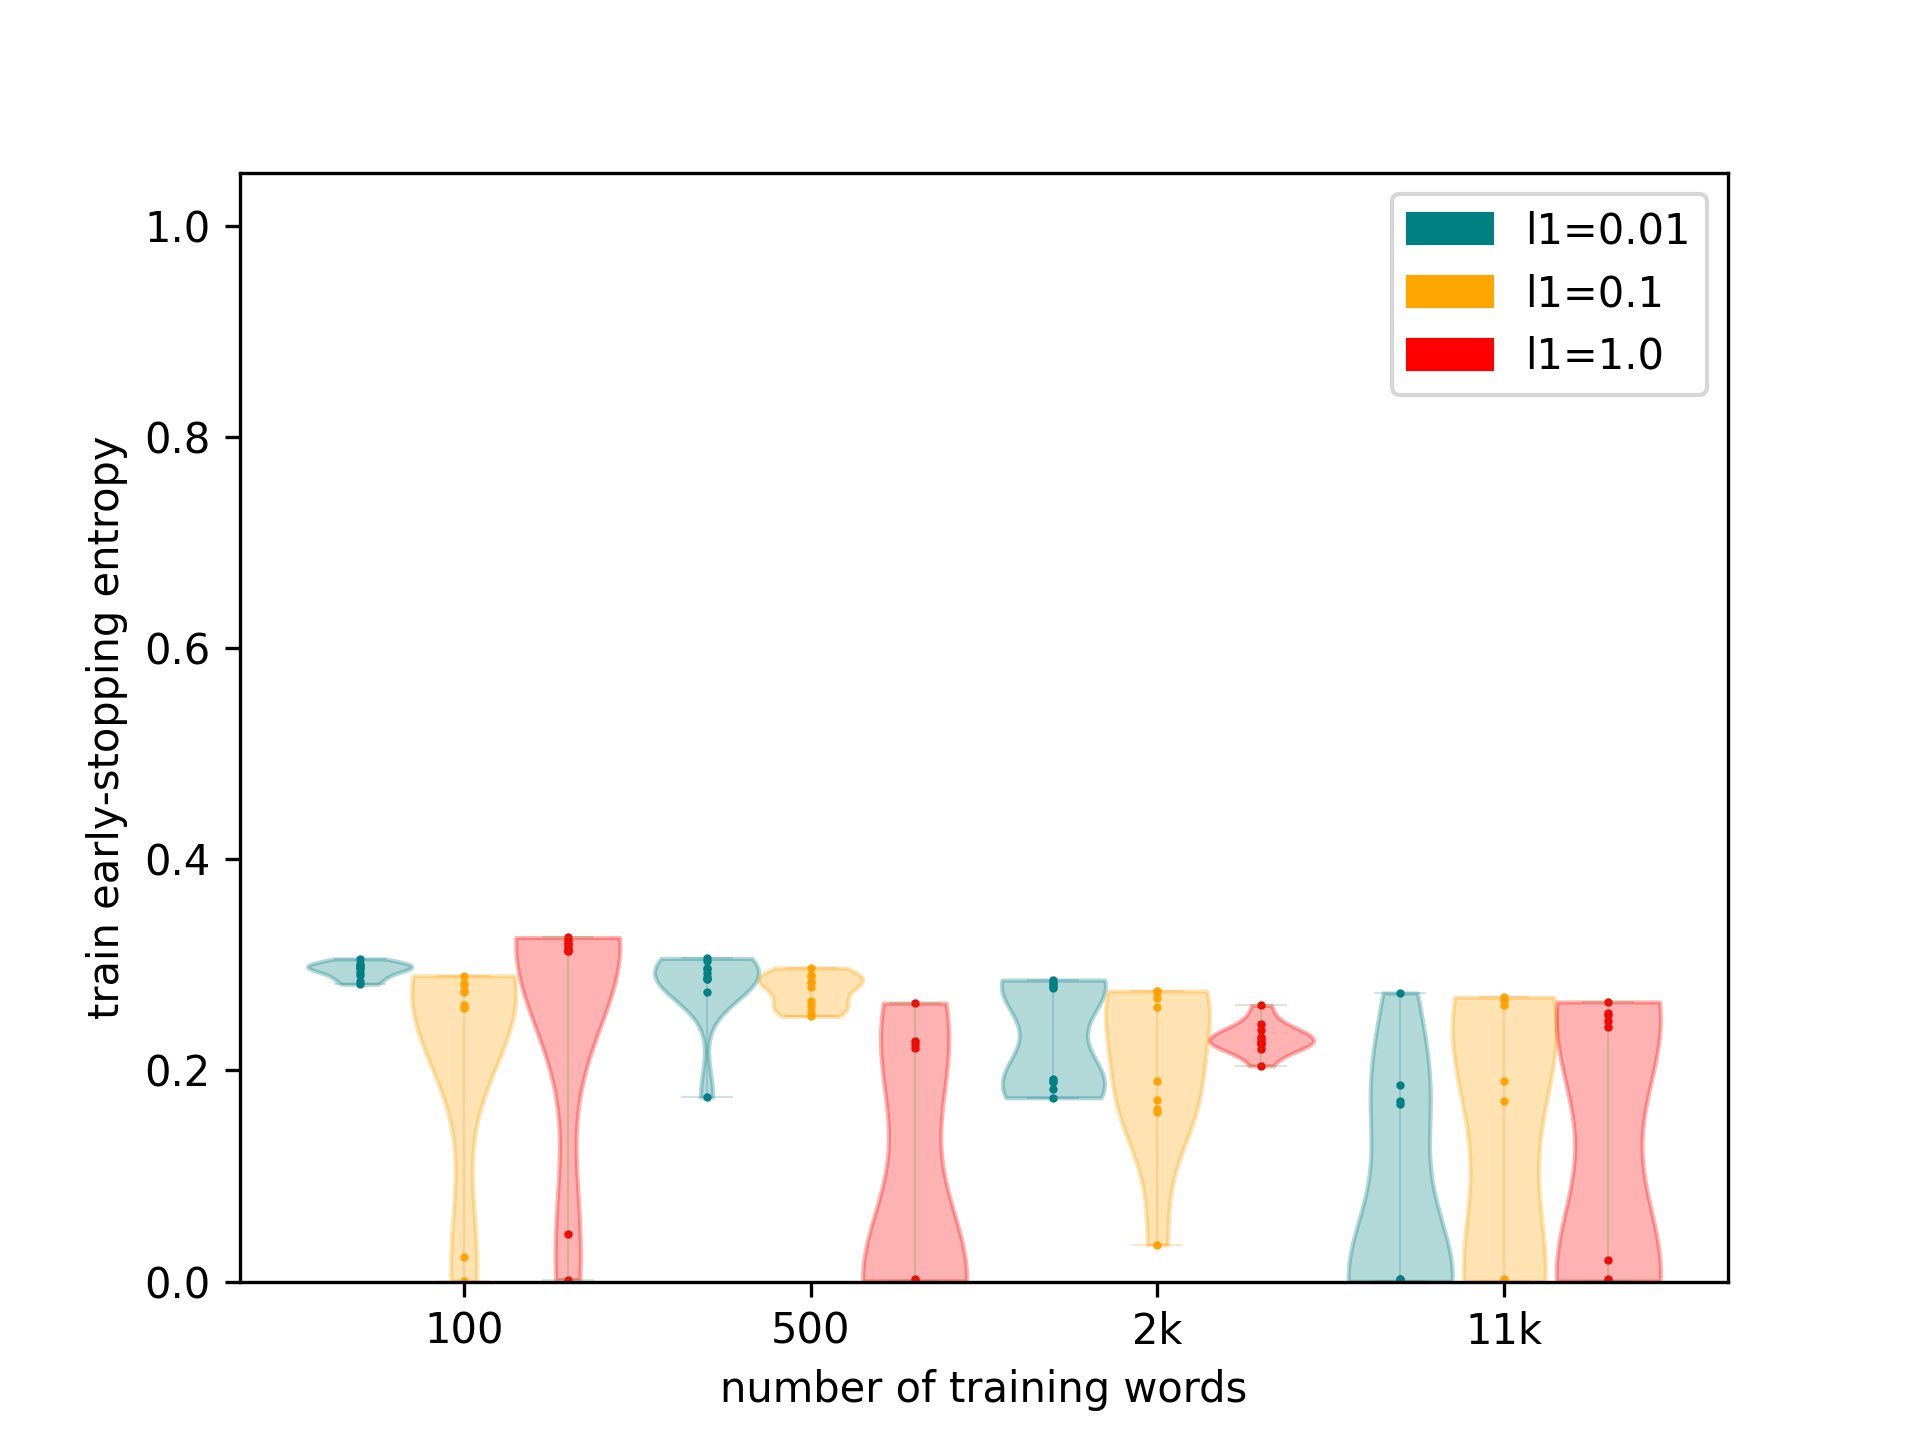 l1=0.01
l1=0.1
l1=1.0
train early-stopping entropy
1.0
0.8
0.6
0.4
0.2
0.0
100 500 2k 11k
number of training words